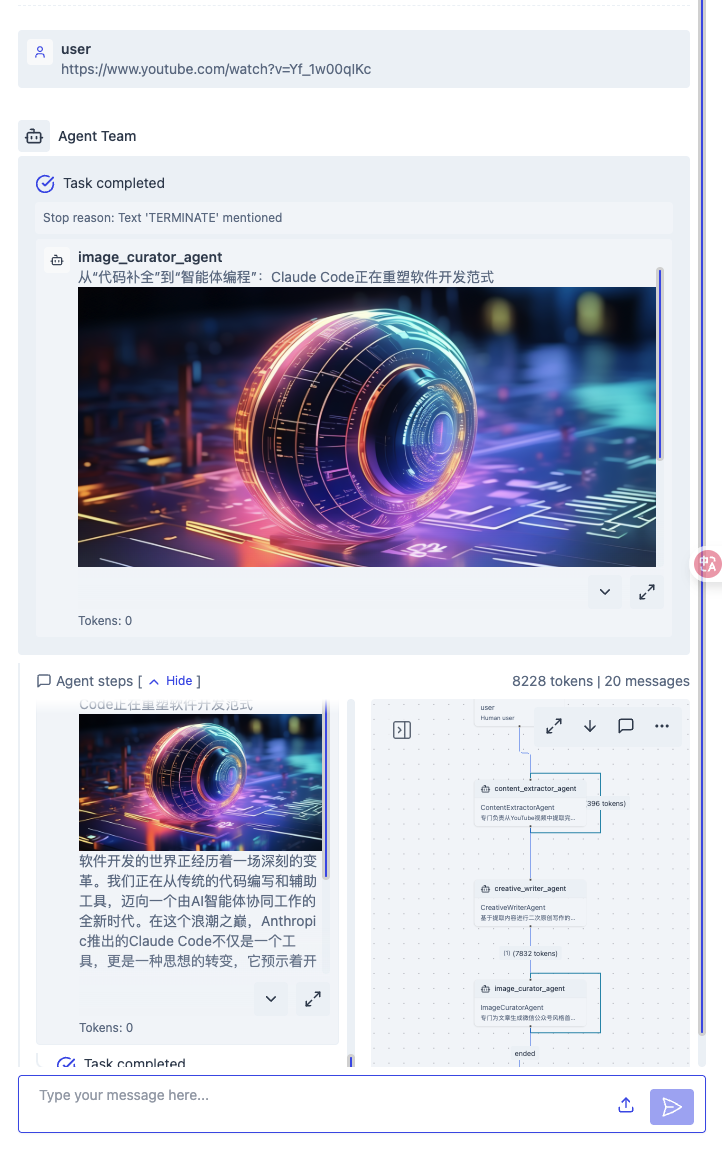 user
https://www.youtube.com/watch?v=Yf_1w00qIKc
Agent Team
Task completed
Stop reason: Text 'TERMINATE' mentioned
image_curator_agent
从“代码补全”到“智能体编程”：Claude Code正在重塑软件开发范式
Tokens: 0
Agent steps [ Hide ]
8228 tokens | 20 messages
Code正在重塑软件开发范式
软件开发的世界正经历着一场深刻的变
革。我们正在从传统的代码编写和辅助
工具，迈向一个由AI智能体协同工作的
全新时代。在这个浪潮之巅，Anthropi
c推出的Claude Code不仅是一个工
具，更是一种思想的转变，它预示着开
Tokens: 0
Task completed
user
Human user
content_extractor_agent
396 tokens)
ContentExtractorAgent
专门负责从YouTube视频中提取完...
creative_writer_agent
CreativeWriterAgent
基于提取内容进行二次原创写作的...
(1) (7832 tokens)
image_curator_agent
ImageCuratorAgent
专门为文章生成微信公众号风格首...
ended
Type your message here...
中A